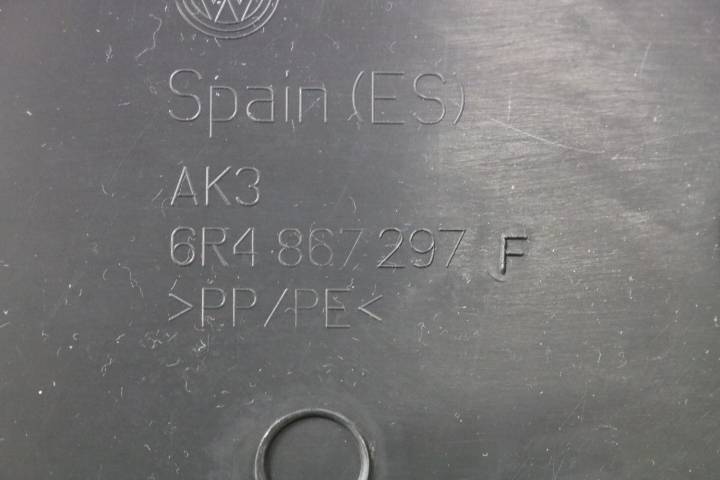 Spain (ES)
AK3
6R4 867 297 F
>PP/PE<